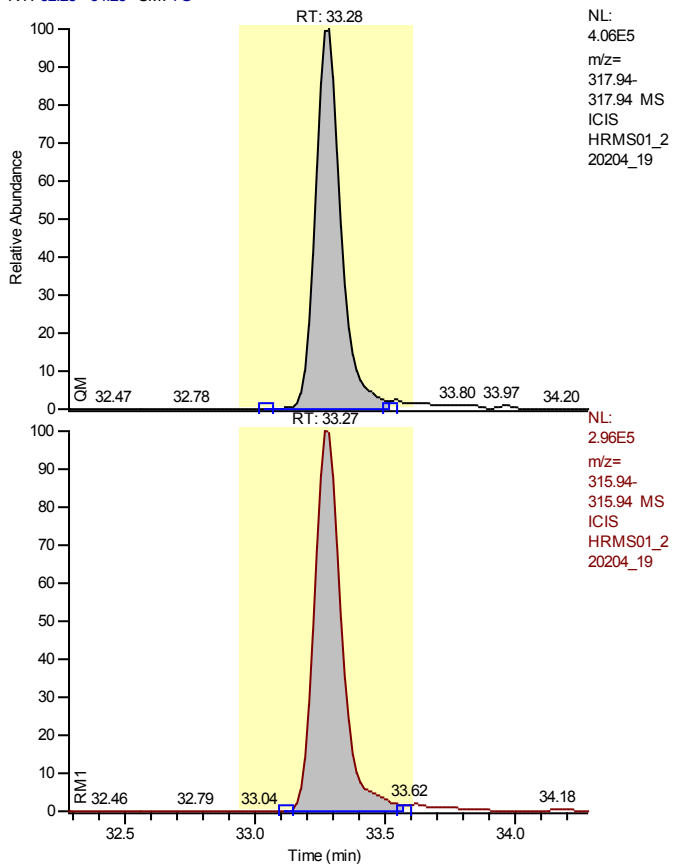 RT: 33.28
NL:
4.06E5
m/z=
317.94-
317.94 MS
ICIS
HRMS01_2
20204_19
100
90
80
70
60
50
40
30
20
10
0
Relative Abundance
QM
32.47 32.78 33.80 33.97 34.20
RT: 33.27
NL:
2.96E5
m/z=
315.94-
315.94 MS
ICIS
HRMS01_2
20204_19
100
90
80
70
60
50
40
30
20
10
0
RM1
32.46 32.79 33.04 33.62 34.18
32.5 33.0 33.5 34.0
Time (min)